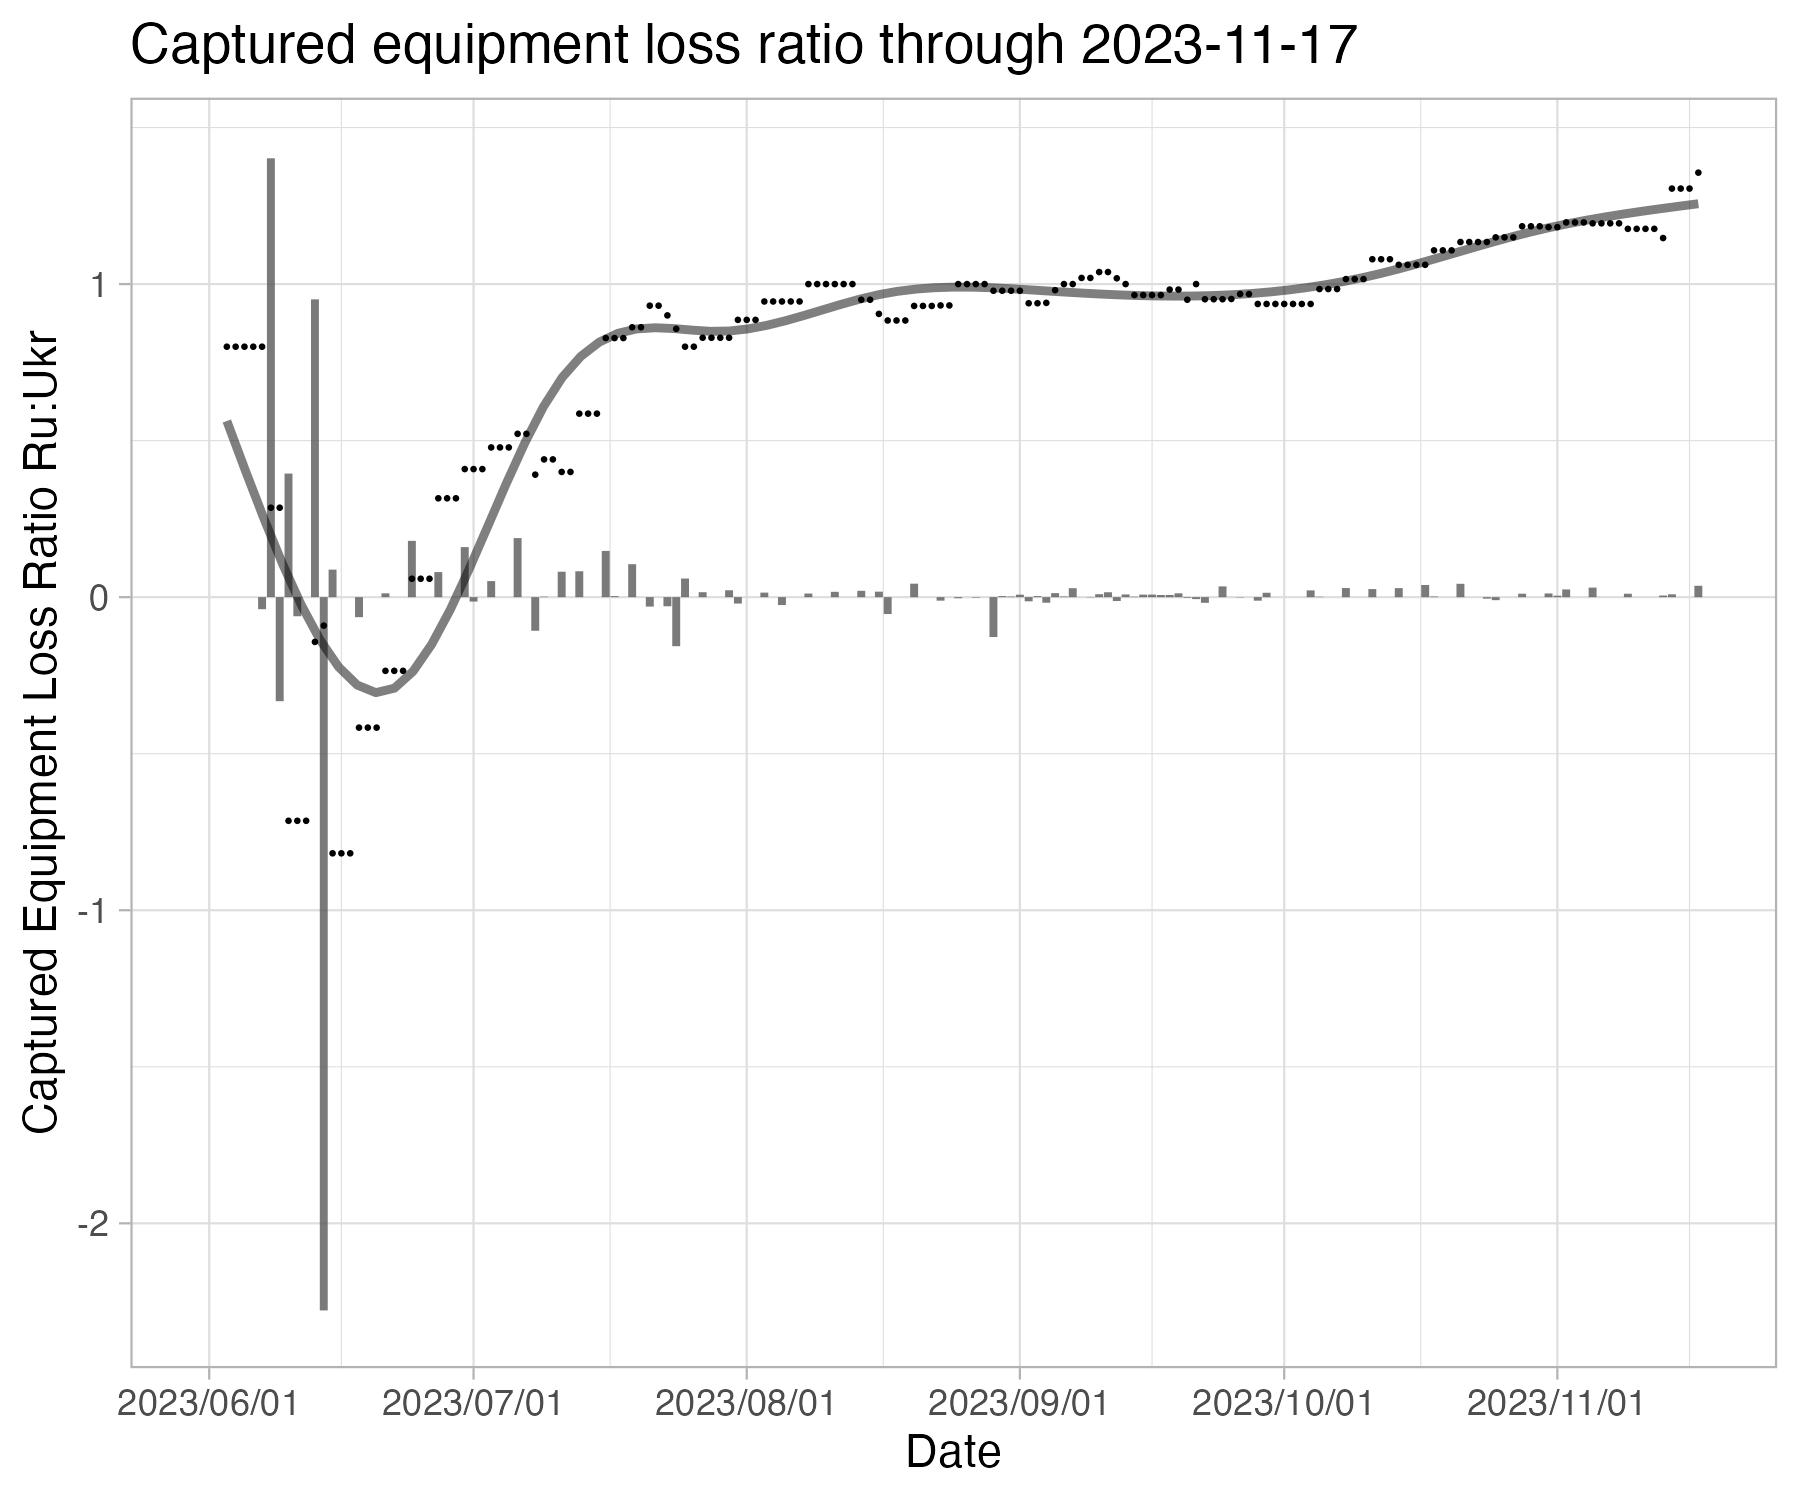 Captured equipment loss ratio through 2023-11-17
Captured Equipment Loss Ratio Ru:Ukr
1
0
-1
-2
2023/06/01 2023/07/01 2023/08/01 2023/09/01 2023/10/01 2023/11/01
Date